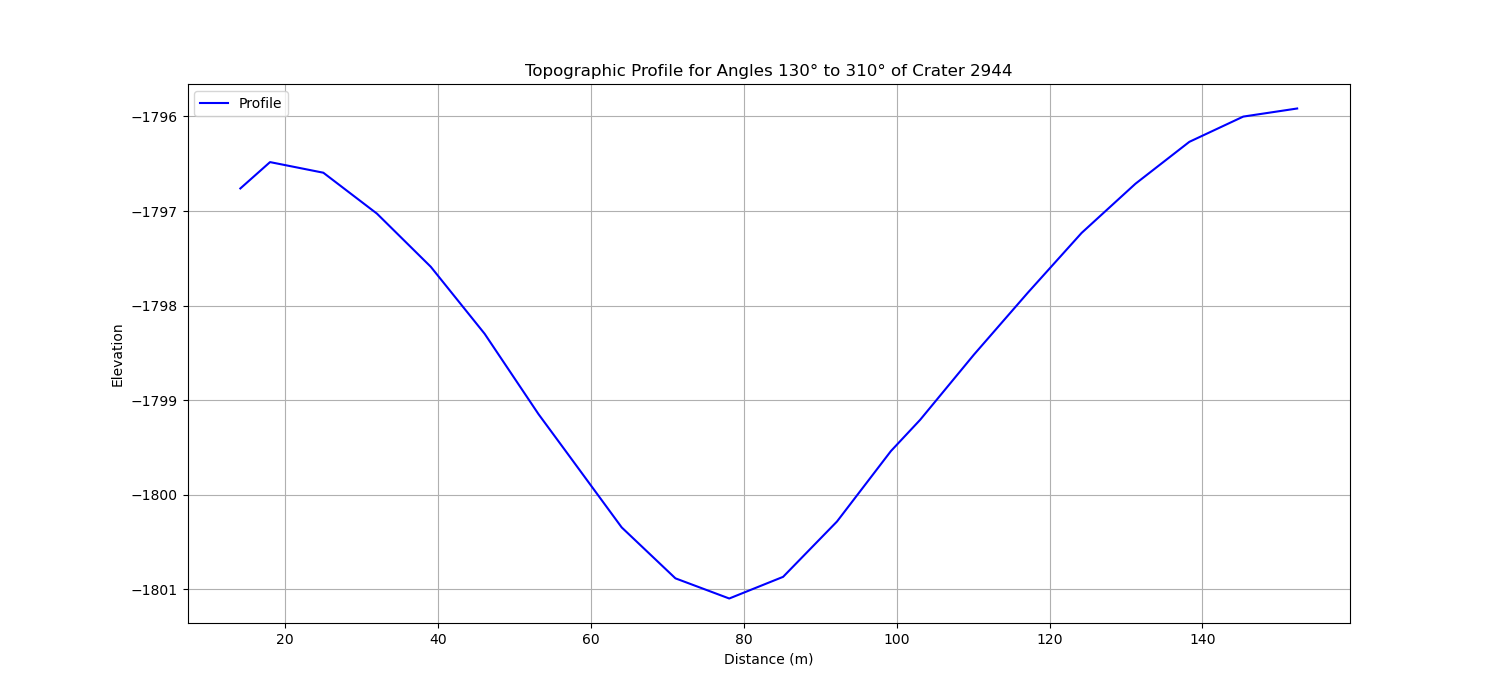 Topographic Profile for Angles 130° to 310° of Crater 2944
Profile
−1796
−1797
−1798
−1799
−1800
−1801
Elevation
20 40 60 80 100 120 140
Distance (m)